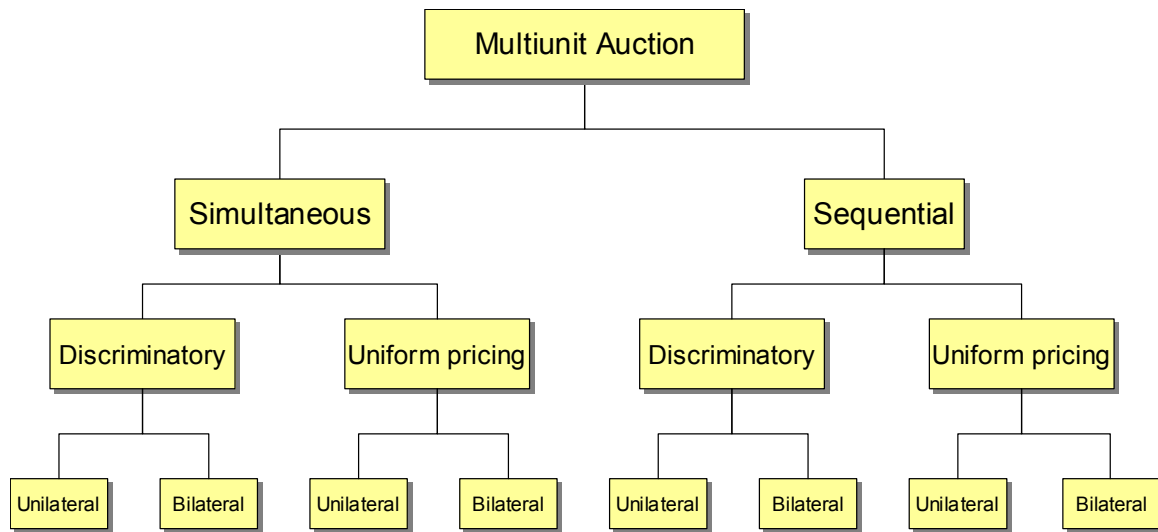 Multiunit Auction
Simultaneous
Sequential
Discriminatory
Uniform pricing
Discriminatory
Uniform pricing
Unilateral
Bilateral
Unilateral
Bilateral
Unilateral
Bilateral
Unilateral
Bilateral